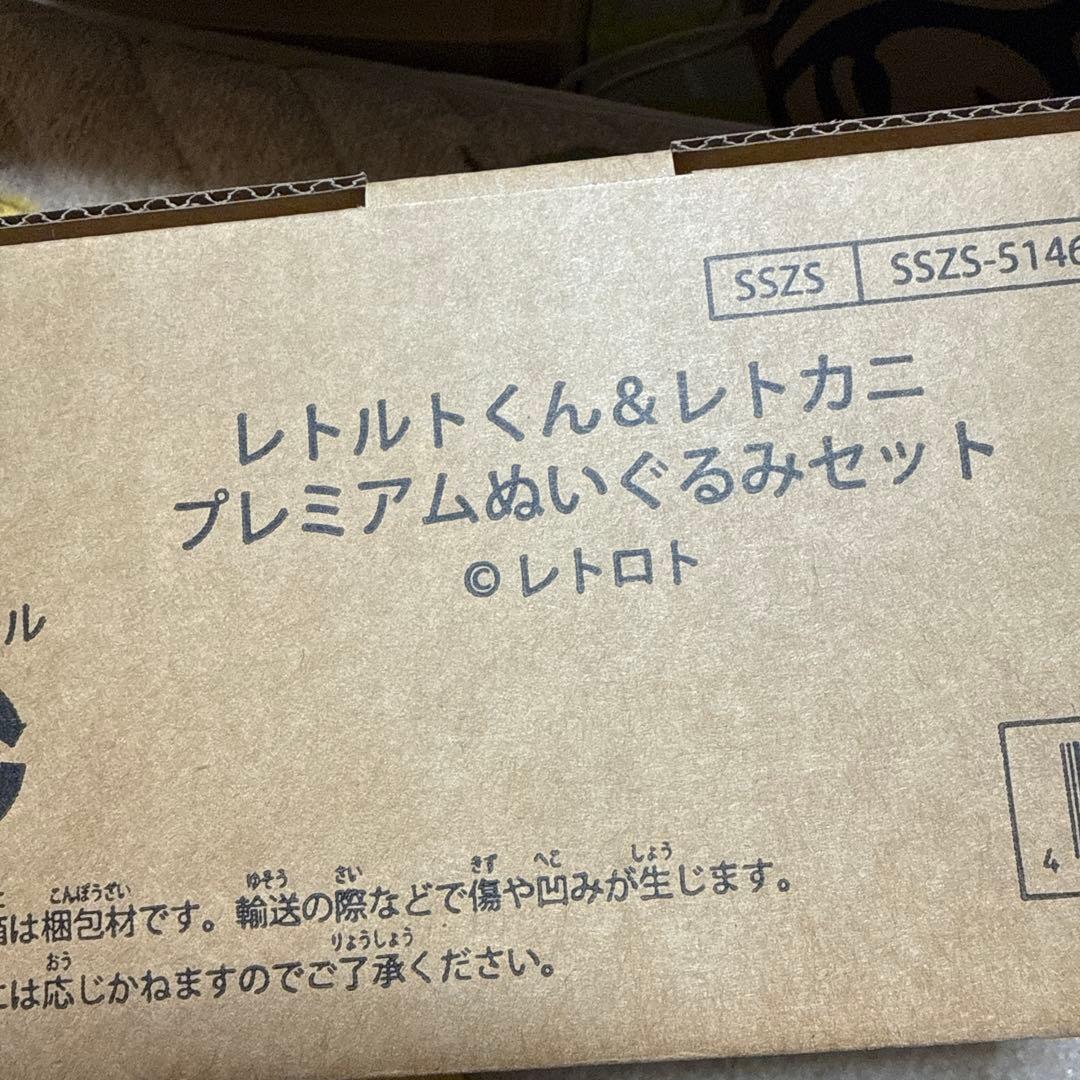 SSZS SSZS-5146
レトルトくん&レトカニ
プレミアムぬいぐるみセット
©レトロト
ル
こんぽうざい ゆそう さい きず へこ しょう
箱は梱包材です。輸送の際などで傷や凹みが生じます。
おう りょうしょう
には応じかねますのでご了承ください。
4